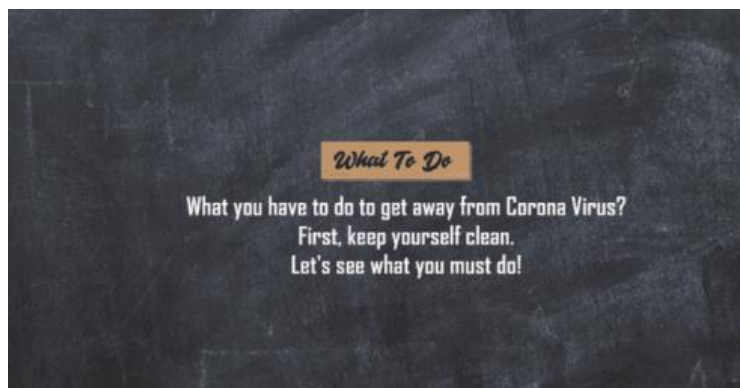 What To Do
What you have to do to get away from Corona Virus?
First, keep yourself clean.
Let's see what you must do!